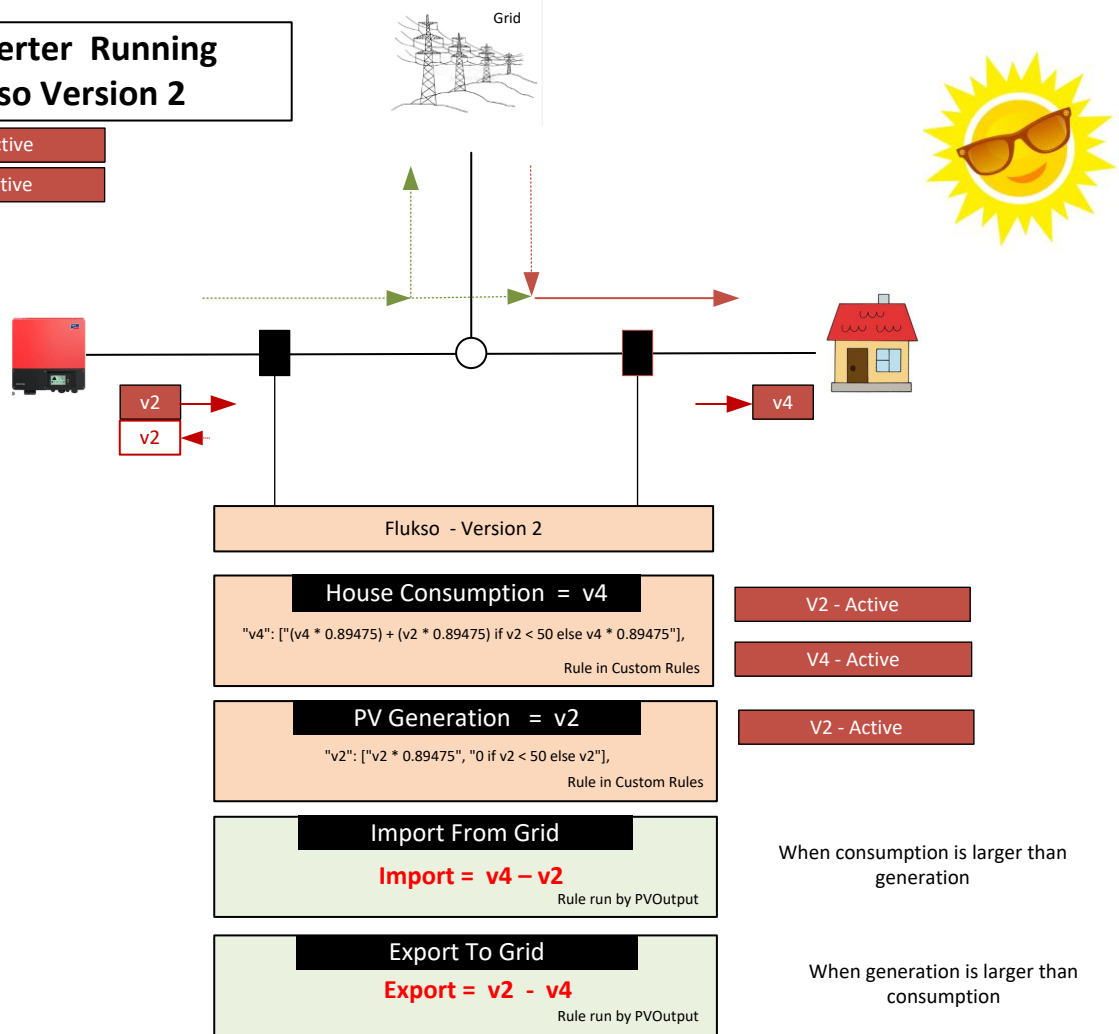 Grid
erter Running
so Version 2
ctive
tive
v2
v2
v4
Flukso - Version 2
House Consumption = v4
"v4": ["(v4 * 0.89475) + (v2 * 0.89475) if v2 < 50 else v4 * 0.89475"],
Rule in Custom Rules
V2 - Active
V4 - Active
PV Generation = v2
"v2": ["v2 * 0.89475", "0 if v2 < 50 else v2"],
Rule in Custom Rules
V2 - Active
Import From Grid
Import = v4 – v2
Rule run by PVOutput
When consumption is larger than
generation
Export To Grid
Export = v2 - v4
Rule run by PVOutput
When generation is larger than
consumption